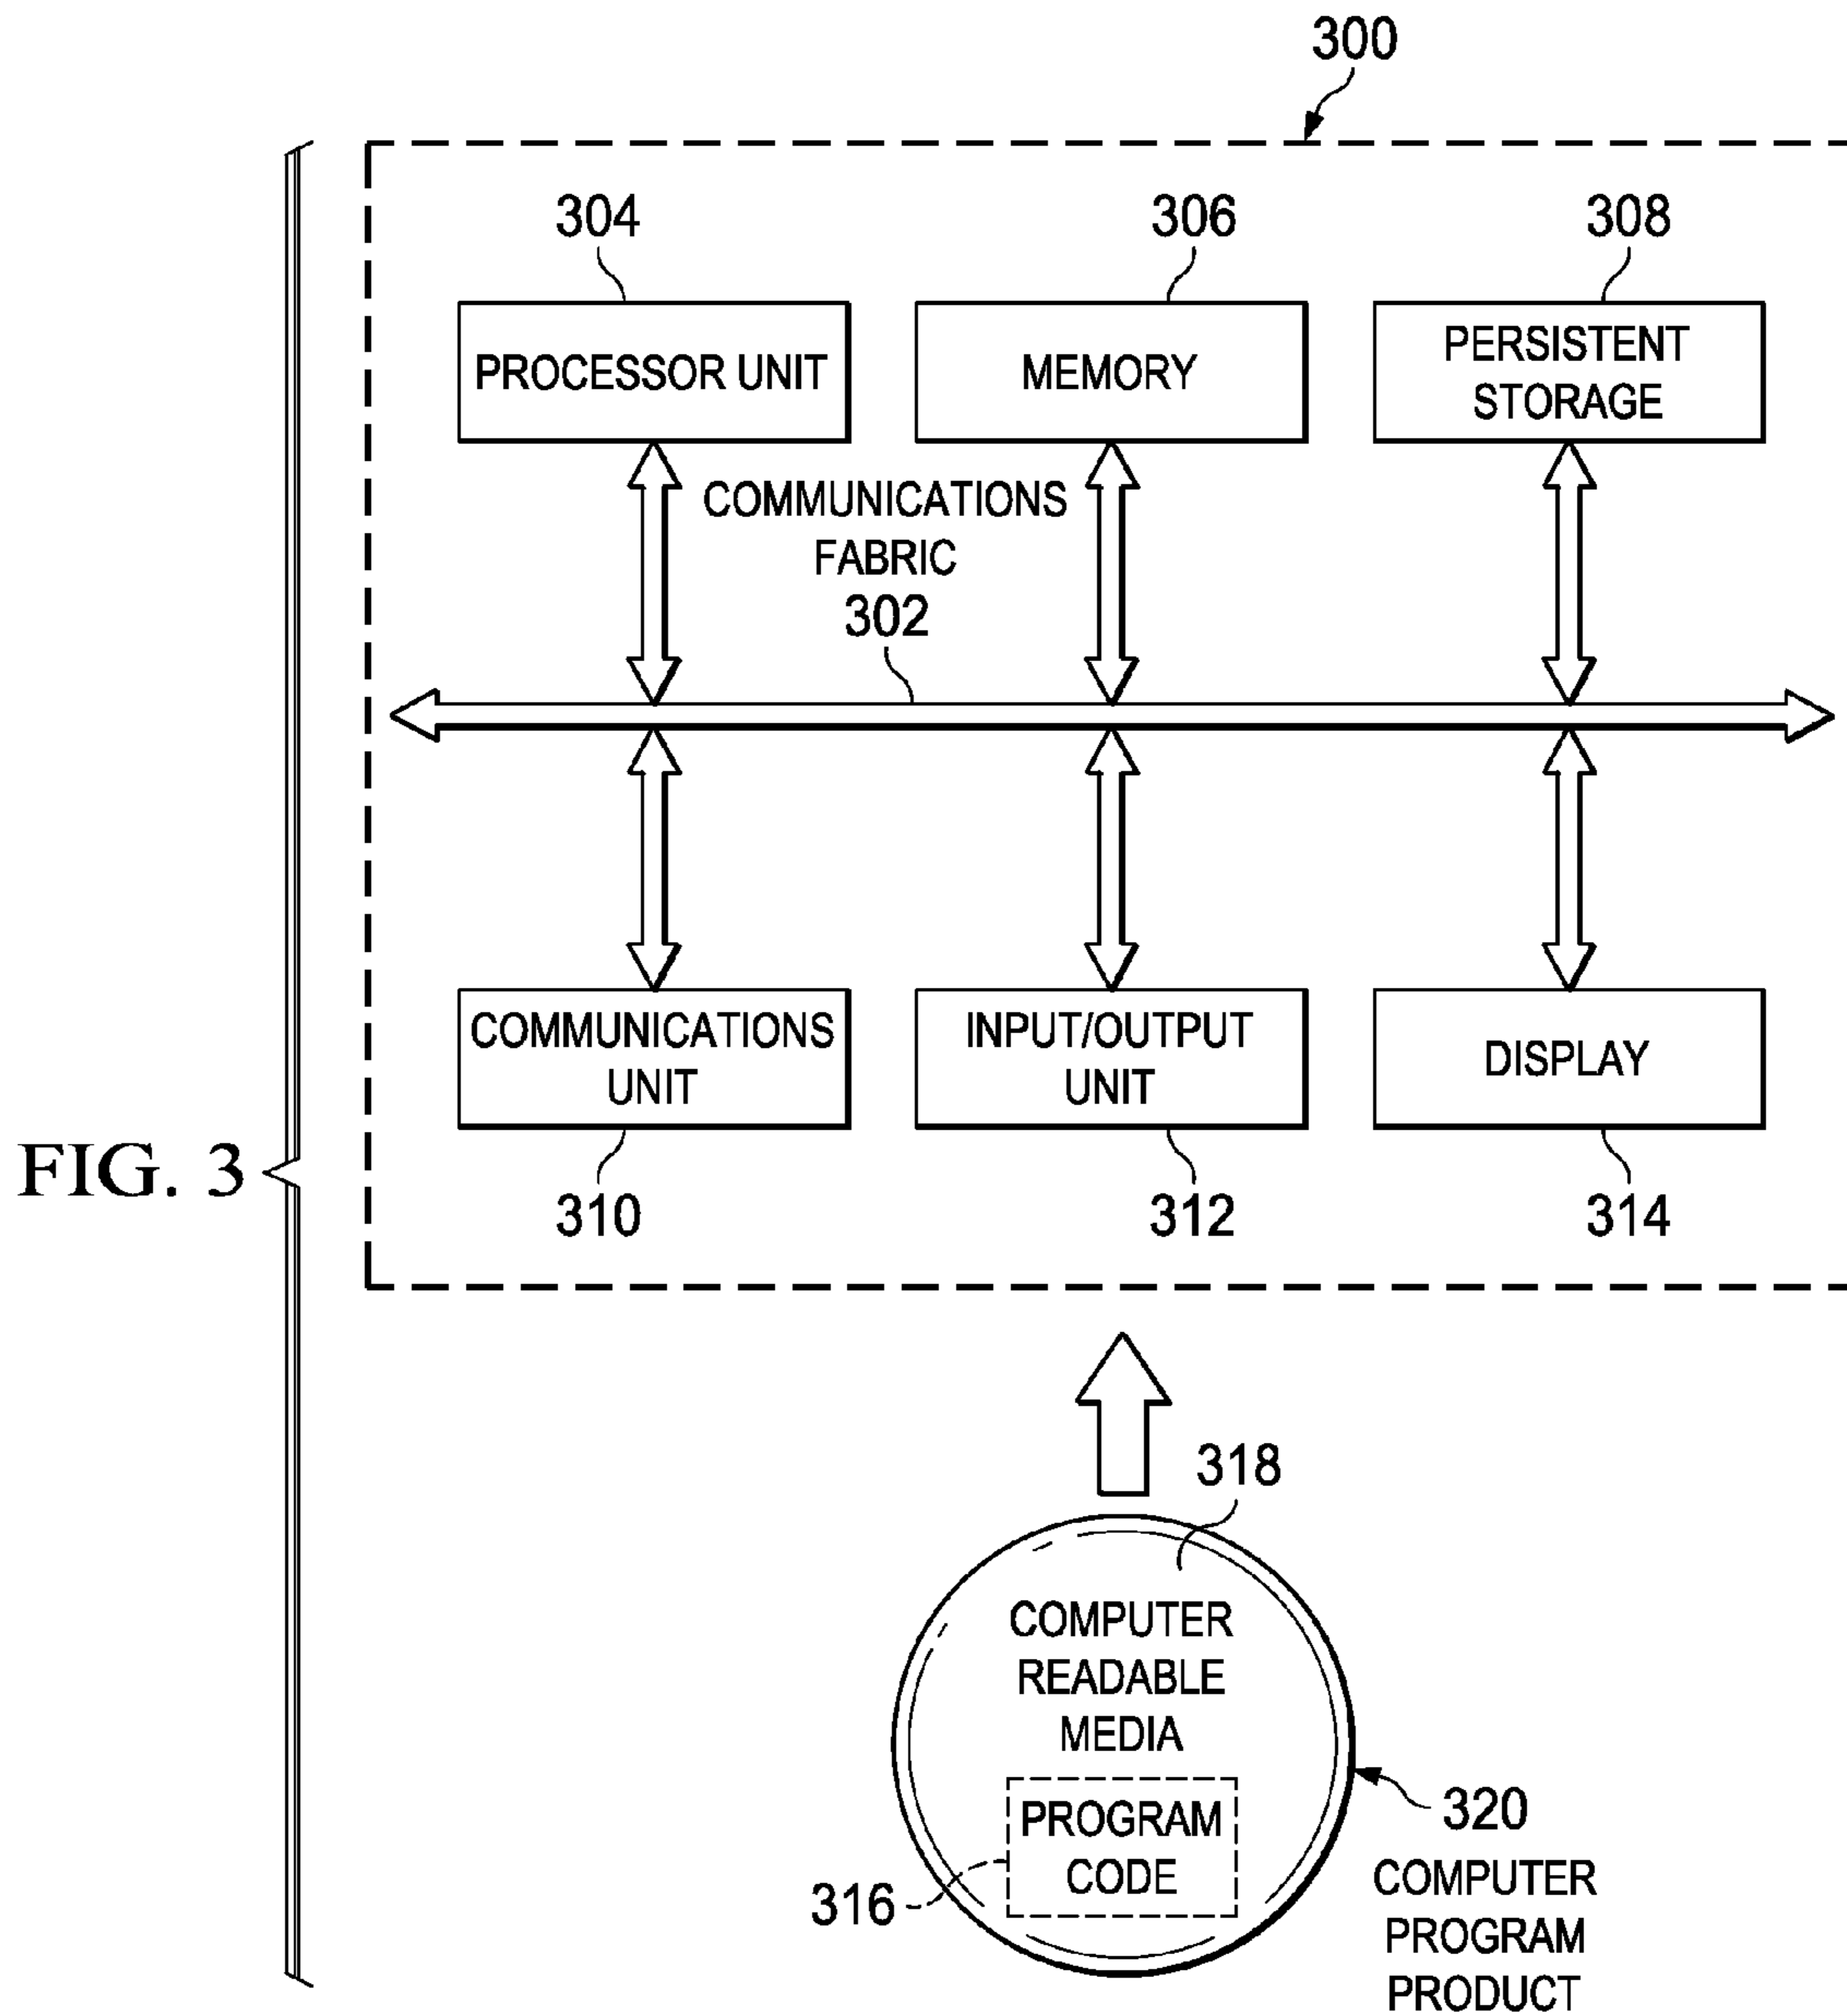 300
304
306
308
PROCESSOR UNIT
MEMORY
PERSISTENT
STORAGE
COMMUNICATIONS
FABRIC
302
COMMUNICATIONS
UNIT
INPUT/OUTPUT
UNIT
DISPLAY
FIG. 3
310
312
314
318
COMPUTER
READABLE
MEDIA
PROGRAM
CODE
316
320
COMPUTER
PROGRAM
PRODUCT